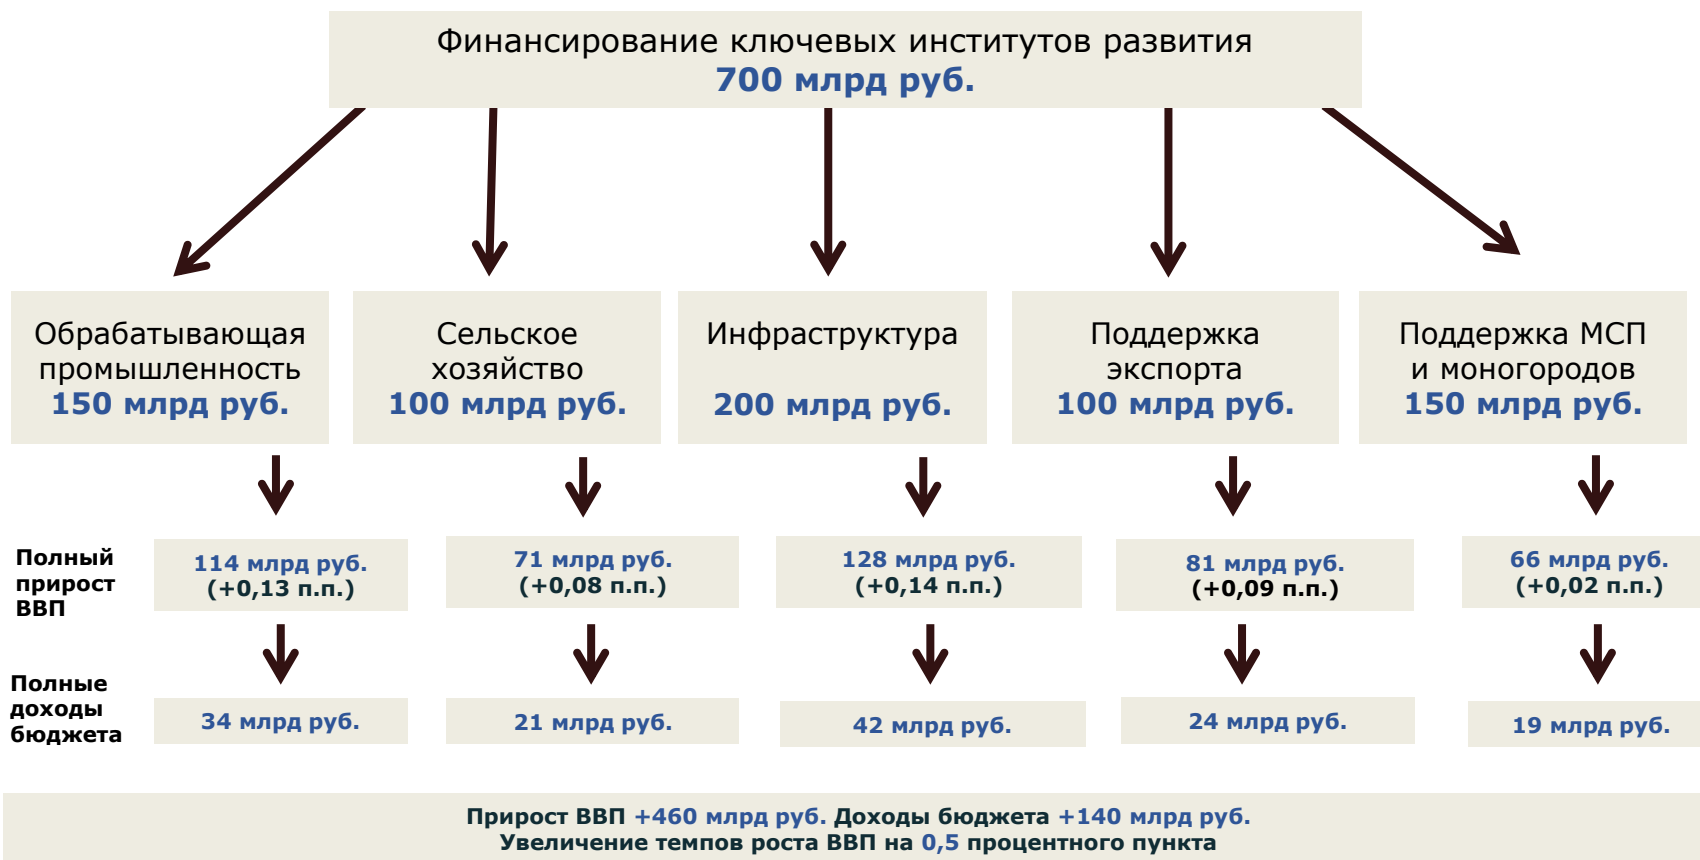 Финансирование ключевых институтов развития
700 млрд руб.
Обрабатывающая
промышленность
150 млрд руб.
Сельское
хозяйство
100 млрд руб.
Инфраструктура
200 млрд руб.
Поддержка
экспорта
100 млрд руб.
Поддержка МСП
и моногородов
150 млрд руб.
Полный
прирост
ВВП
114 млрд руб.
(+0,13 п.п.)
71 млрд руб.
(+0,08 п.п.)
128 млрд руб.
(+0,14 п.п.)
81 млрд руб.
(+0,09 п.п.)
66 млрд руб.
(+0,02 п.п.)
Полные
доходы
бюджета
34 млрд руб.
21 млрд руб.
42 млрд руб.
24 млрд руб.
19 млрд руб.
Прирост ВВП +460 млрд руб. Доходы бюджета +140 млрд руб.
Увеличение темпов роста ВВП на 0,5 процентного пункта